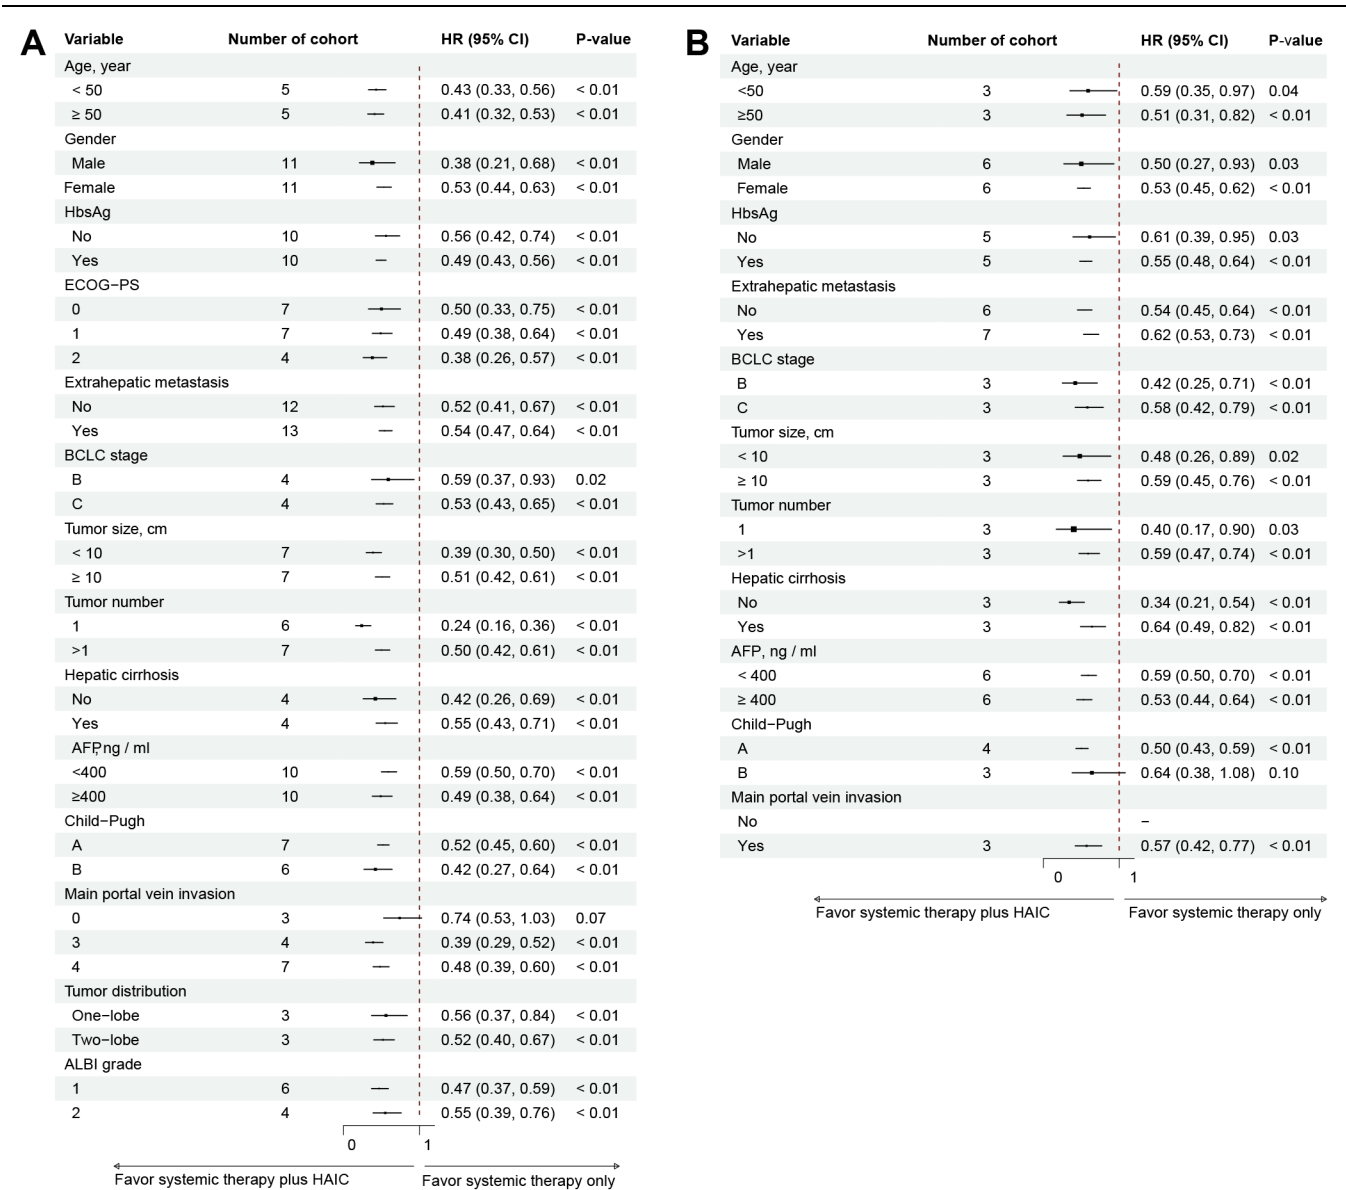 A
Variable Number of cohort HR (95% CI) P-value
Age, year
< 50 5 0.43 (0.33, 0.56) < 0.01
≥ 50 5 0.41 (0.32, 0.53) < 0.01
Gender
Male 11 0.38 (0.21, 0.68) < 0.01
Female 11 0.53 (0.44, 0.63) < 0.01
HbsAg
No 10 0.56 (0.42, 0.74) < 0.01
Yes 10 0.49 (0.43, 0.56) < 0.01
ECOG−PS
0 7 0.50 (0.33, 0.75) < 0.01
1 7 0.49 (0.38, 0.64) < 0.01
2 4 0.38 (0.26, 0.57) < 0.01
Extrahepatic metastasis
No 12 0.52 (0.41, 0.67) < 0.01
Yes 13 0.54 (0.47, 0.64) < 0.01
BCLC stage
B 4 0.59 (0.37, 0.93) 0.02
C 4 0.53 (0.43, 0.65) < 0.01
Tumor size, cm
< 10 7 0.39 (0.30, 0.50) < 0.01
≥ 10 7 0.51 (0.42, 0.61) < 0.01
Tumor number
1 6 0.24 (0.16, 0.36) < 0.01
>1 7 0.50 (0.42, 0.61) < 0.01
Hepatic cirrhosis
No 4 0.42 (0.26, 0.69) < 0.01
Yes 4 0.55 (0.43, 0.71) < 0.01
AFP, ng / ml
<400 10 0.59 (0.50, 0.70) < 0.01
≥400 10 0.49 (0.38, 0.64) < 0.01
Child−Pugh
A 7 0.52 (0.45, 0.60) < 0.01
B 6 0.42 (0.27, 0.64) < 0.01
Main portal vein invasion
0 3 0.74 (0.53, 1.03) 0.07
3 4 0.39 (0.29, 0.52) < 0.01
4 7 0.48 (0.39, 0.60) < 0.01
Tumor distribution
One−lobe 3 0.56 (0.37, 0.84) < 0.01
Two−lobe 3 0.52 (0.40, 0.67) < 0.01
ALBI grade
1 6 0.47 (0.37, 0.59) < 0.01
2 4 0.55 (0.39, 0.76) < 0.01
0 1
Favor systemic therapy plus HAIC Favor systemic therapy only
B
Variable Number of cohort HR (95% CI) P-value
Age, year
<50 3 0.59 (0.35, 0.97) 0.04
≥50 3 0.51 (0.31, 0.82) < 0.01
Gender
Male 6 0.50 (0.27, 0.93) 0.03
Female 6 0.53 (0.45, 0.62) < 0.01
HbsAg
No 5 0.61 (0.39, 0.95) 0.03
Yes 5 0.55 (0.48, 0.64) < 0.01
Extrahepatic metastasis
No 6 0.54 (0.45, 0.64) < 0.01
Yes 7 0.62 (0.53, 0.73) < 0.01
BCLC stage
B 3 0.42 (0.25, 0.71) < 0.01
C 3 0.58 (0.42, 0.79) < 0.01
Tumor size, cm
< 10 3 0.48 (0.26, 0.89) 0.02
≥ 10 3 0.59 (0.45, 0.76) < 0.01
Tumor number
1 3 0.40 (0.17, 0.90) 0.03
>1 3 0.59 (0.47, 0.74) < 0.01
Hepatic cirrhosis
No 3 0.34 (0.21, 0.54) < 0.01
Yes 3 0.64 (0.49, 0.82) < 0.01
AFP, ng / ml
< 400 6 0.59 (0.50, 0.70) < 0.01
≥ 400 6 0.53 (0.44, 0.64) < 0.01
Child−Pugh
A 4 0.50 (0.43, 0.59) < 0.01
B 3 0.64 (0.38, 1.08) 0.10
Main portal vein invasion
No −
Yes 3 0.57 (0.42, 0.77) < 0.01
0 1
Favor systemic therapy plus HAIC Favor systemic therapy only